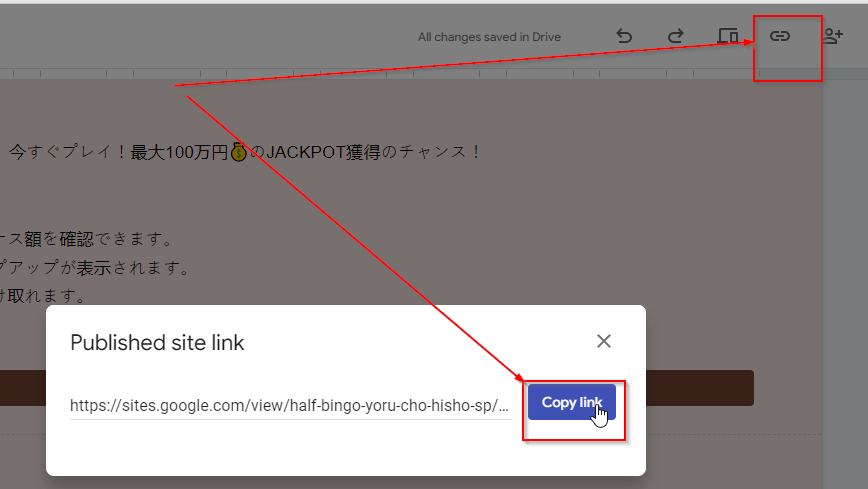 All changes saved in Drive
今すぐプレイ！最大100万円💰のJACKPOT獲得のチャンス！
ース額を確認できます。
プアップが表示されます。
け取れます。
Published site link
https://sites.google.com/view/half-bingo-yoru-cho-hisho-sp/...
Copy link